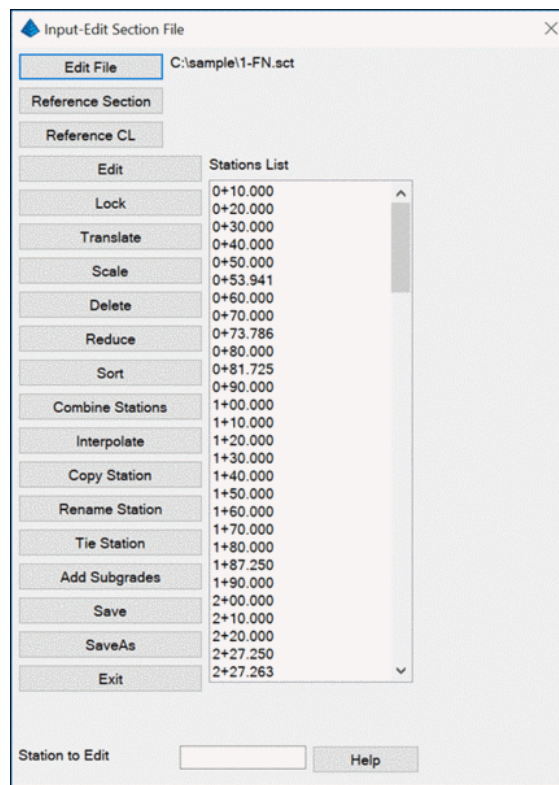 Input-Edit Section File
Edit File
C:\sample\1-FN.sct
Reference Section
Reference CL
Edit
Stations List
Lock
Translate
Scale
Delete
Reduce
Sort
Combine Stations
Interpolate
Copy Station
Rename Station
Tie Station
Add Subgrades
Save
SaveAs
Exit
0+10.000
0+20.000
0+30.000
0+40.000
0+50.000
0+53.941
0+60.000
0+70.000
0+73.786
0+80.000
0+81.725
0+90.000
1+00.000
1+10.000
1+20.000
1+30.000
1+40.000
1+50.000
1+60.000
1+70.000
1+80.000
1+87.250
1+90.000
2+00.000
2+10.000
2+20.000
2+27.250
2+27.263
Station to Edit
Help